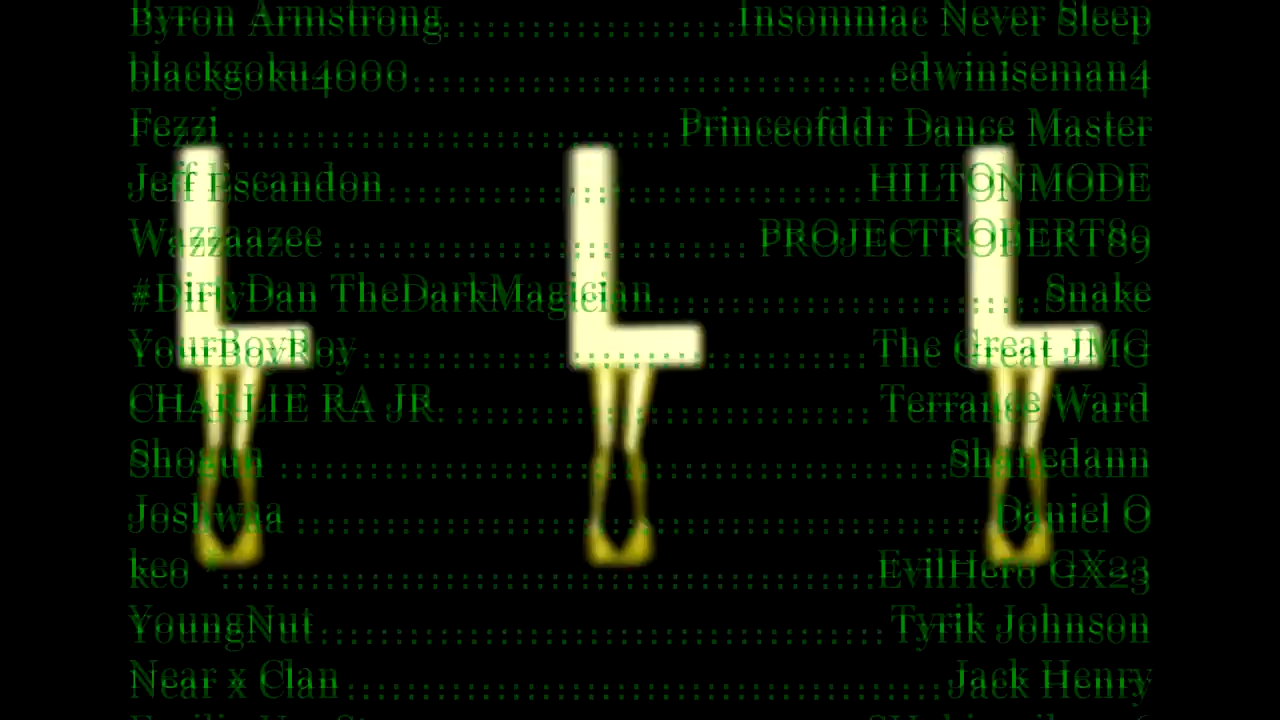 Byron Armstrong..................Insomniac Never Sleep
blackgoku4000..............................edwiniseman4
Fezzi...........................Princeofddr Dance Master
Jeff Escandon..............................HILTONMODE
Wazzaazee..........................PROJECTROBERT89
#DirtyDan TheDarkMagician........................Snake
YourBoyRoy................................The Great JMG
CHARLIE RA JR...........................Terrance Ward
Shogun..........................................Shanedann
Joshwaa...........................................Daniel O
keo *........................................EvilHero GX23
YoungNut...................................Tyrik Johnson
Near x Clan.....................................Jack Henry